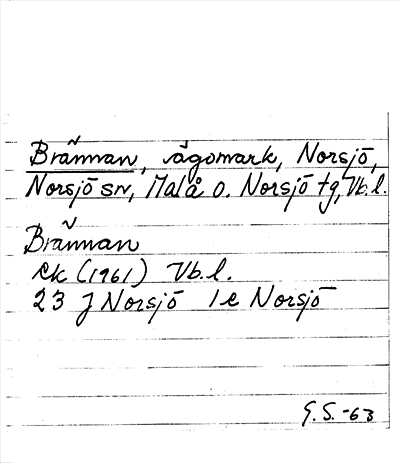 Brännan, ägomark, Norsjö,
Norsjö sn, Malå o. Norsjö tg, Vb.l.
Brännan
ek (1961) Vb.l.
23 J Norsjö 1e Norsjö
G.S.-63